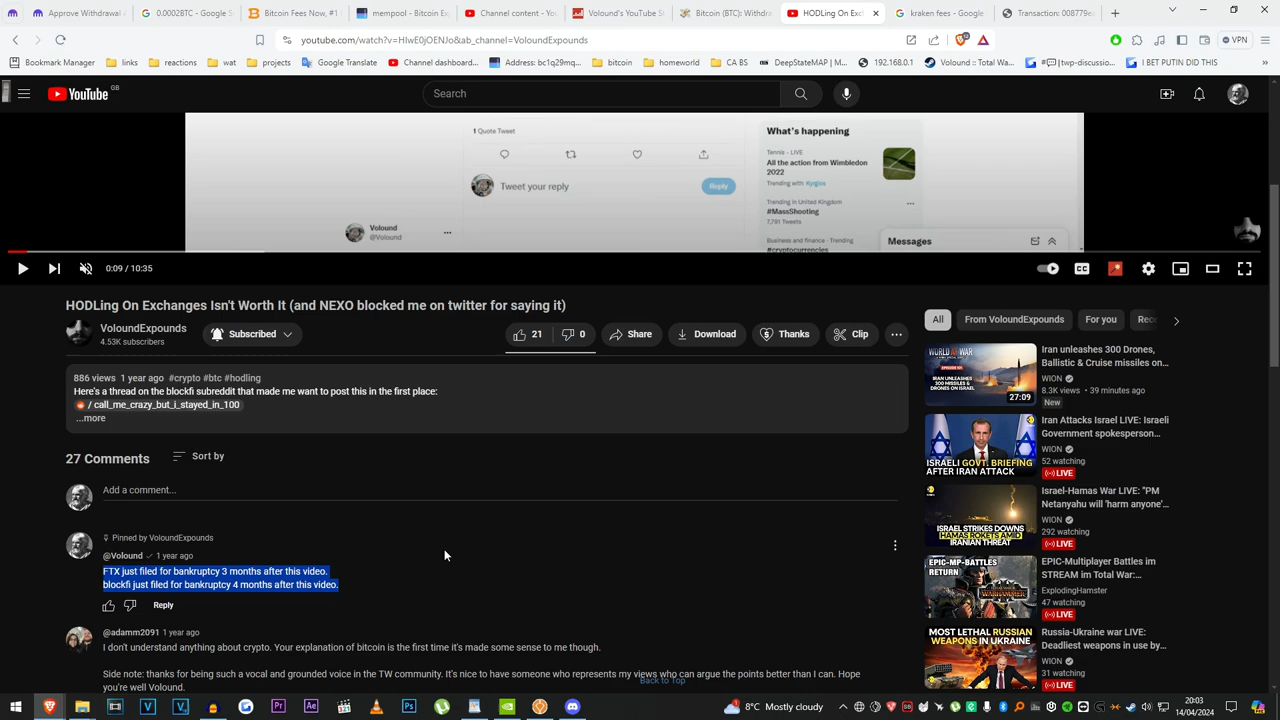 Approve withdrawal
0.0002BTC - Google S
Bitcoin Fees Now, #1
mempool - Bitcoin Ex
Channel content - Yo
Volound's YouTube S
Bitcoin (BTC): Withdra
HODLing On Exch
kraken fees - Google
Transaction: 008779e
youtube.com/watch?v=HIwE0jOENJo&ab_channel=VoloundExpounds
VPN
Bookmark Manager
links
reactions
wat
projects
Google Translate
Channel dashboard...
Address: bc1q29mq...
bitcoin
homeworld
CA BS
DeepStateMAP | М...
192.168.0.1
Volound :: Total Wa...
#💬||twp-discussio...
I BET PUTIN DID THIS
YouTube
GB
Search
1 Quote Tweet
Tweet your reply
Reply
Volound
@Volound
What's happening
Tennis - LIVE
All the action from Wimbledon
2022
Trending with Kyrgios
Trending in United Kingdom
#MassShooting
7,791 Tweets
Business and finance · Trending
#cryptocurrencies
Messages
0:09 / 10:35
CC
HODLing On Exchanges Isn't Worth It (and NEXO blocked me on twitter for saying it)
VoloundExpounds
4.53K subscribers
Subscribed
21
0
Share
Download
Thanks
Clip
886 views 1 year ago #crypto #btc #hodling
Here's a thread on the blockfi subreddit that makes me want to post this in the first place:
/ call_me_crazy_but_i_stayed_in_100
...more
27 Comments
Sort by
Add a comment...
Pinned by VoloundExpounds
@Volound 1 year ago
FTX just filed for bankruptcy 3 months after this video.
blockfi just filed for bankruptcy 4 months after this video.
Reply
@adamm2091 1 year ago
I don't understand anything about crypto. Your explanation of bitcoin is the first time it's made some sense to me though.
Side note: thanks for being such a vocal and grounded voice in the TW community. It's nice to have someone who represents my views who can argue the points better than I can. Hope
you're well Volound.
Back to Top
All
From VoloundExpounds
For you
Rece
WORLD AT WAR
IRAN UNLEASHES
300 MISSILES &
DRONES ON ISRAEL
27:09
Iran unleashes 300 Drones,
Ballistic & Cruise missiles on...
WION
8.3K views • 39 minutes ago
New
ISRAELI GOVT. BRIEFING
AFTER IRAN ATTACK
Iran Attacks Israel LIVE: Israeli
Government spokesperson...
WION
52 watching
LIVE
ISRAEL STRIKES DOWNS
HAMAS ROKETS AMID
IRANIAN THREAT
Israel-Hamas War LIVE: "PM
Netanyahu will 'harm anyone'...
WION
292 watching
LIVE
EPIC-MP-BATTLES
RETURN
WARHAMMER
EPIC-Multiplayer Battles im
STREAM im Total War:...
ExplodingHamster
47 watching
LIVE
MOST LETHAL RUSSIAN
WEAPONS IN UKRAINE
Russia-Ukraine war LIVE:
Deadliest weapons in use by...
WION
31 watching
LIVE
8°C Mostly cloudy
20:03
14/04/2024